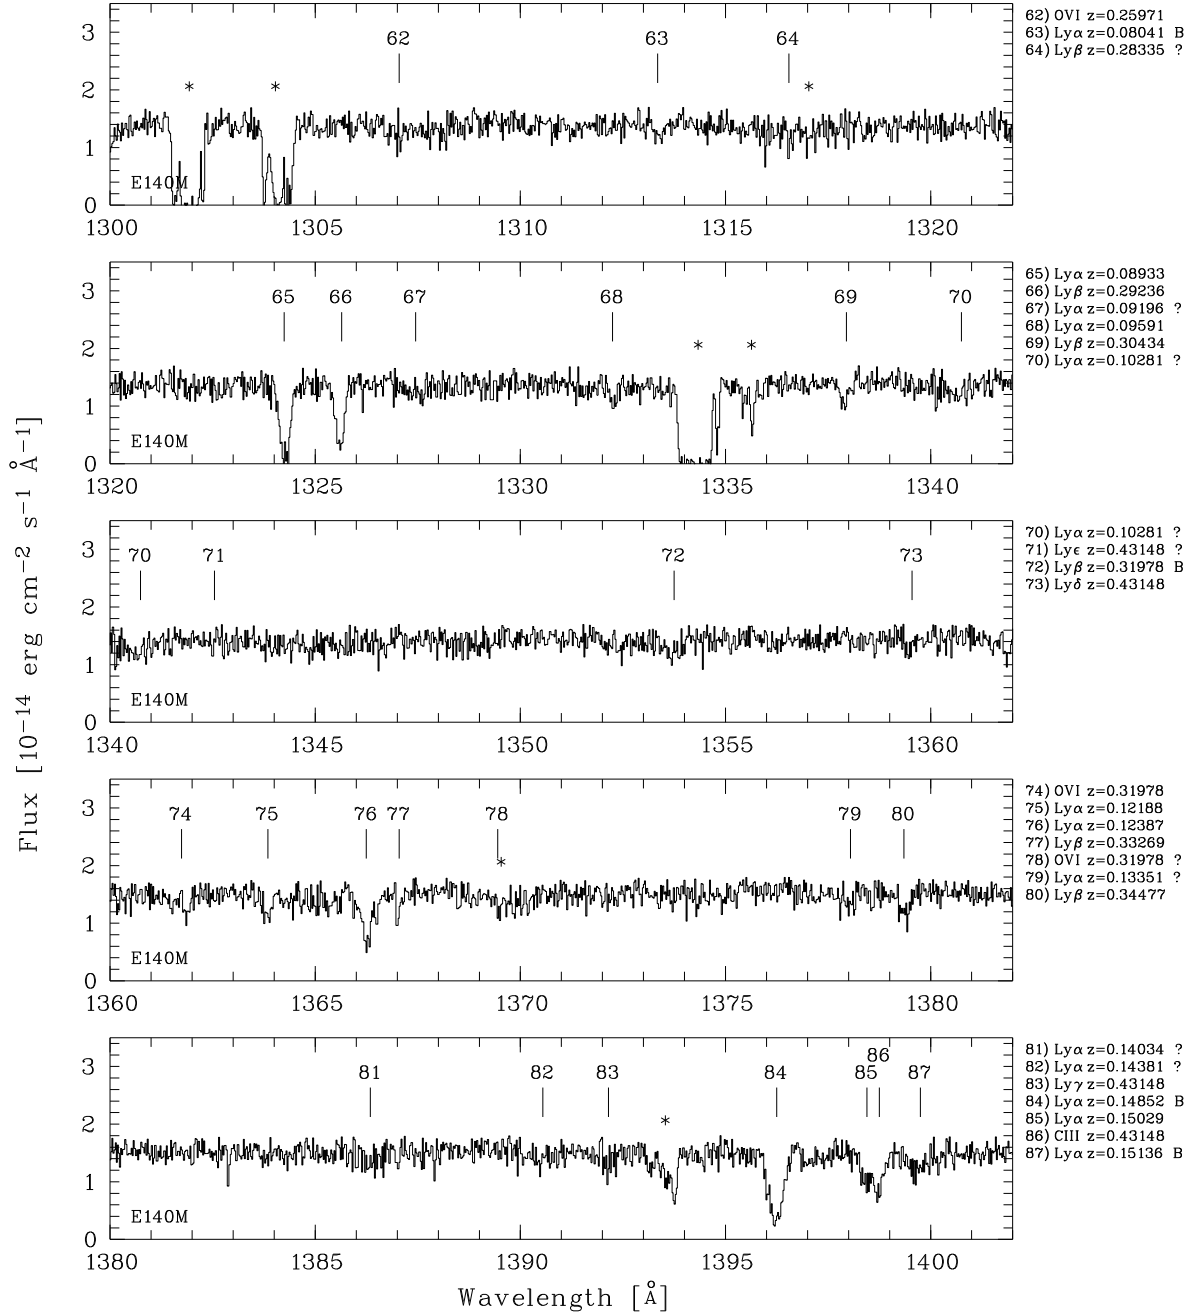 62) OVI z=0.25971
63) Lyα z=0.08041 B
64) Lyβ z=0.28335 ?
3
2
1
0
62 63 64
* * *
E140M
1300 1305 1310 1315 1320
65) Lyα z=0.08933
66) Lyβ z=0.29236
67) Lyα z=0.09196 ?
68) Lyα z=0.09591
69) Lyβ z=0.30434
70) Lyα z=0.10281 ?
3
2
1
0
65 66 67 68 69 70
* *
E140M
1320 1325 1330 1335 1340
70) Lyα z=0.10281 ?
71) Lyϵ z=0.43148 ?
72) Lyβ z=0.31978 B
73) Lyδ z=0.43148
3
2
1
0
70 71 72 73
E140M
1340 1345 1350 1355 1360
74) OVI z=0.31978
75) Lyα z=0.12188
76) Lyα z=0.12387
77) Lyβ z=0.33269
78) OVI z=0.31978 ?
79) Lyα z=0.13351 ?
80) Lyβ z=0.34477
3
2
1
0
74 75 76 77 78 79 80
*
E140M
1360 1365 1370 1375 1380
81) Lyα z=0.14034 ?
82) Lyα z=0.14381 ?
83) Lyγ z=0.43148
84) Lyα z=0.14852 B
85) Lyα z=0.15029
86) CIII z=0.43148
87) Lyα z=0.15136 B
3
2
1
0
86
81 82 83 84 85 87
*
E140M
1380 1385 1390 1395 1400
Wavelength [Å]
Flux [10−14 erg cm−2 s−1 Å−1]